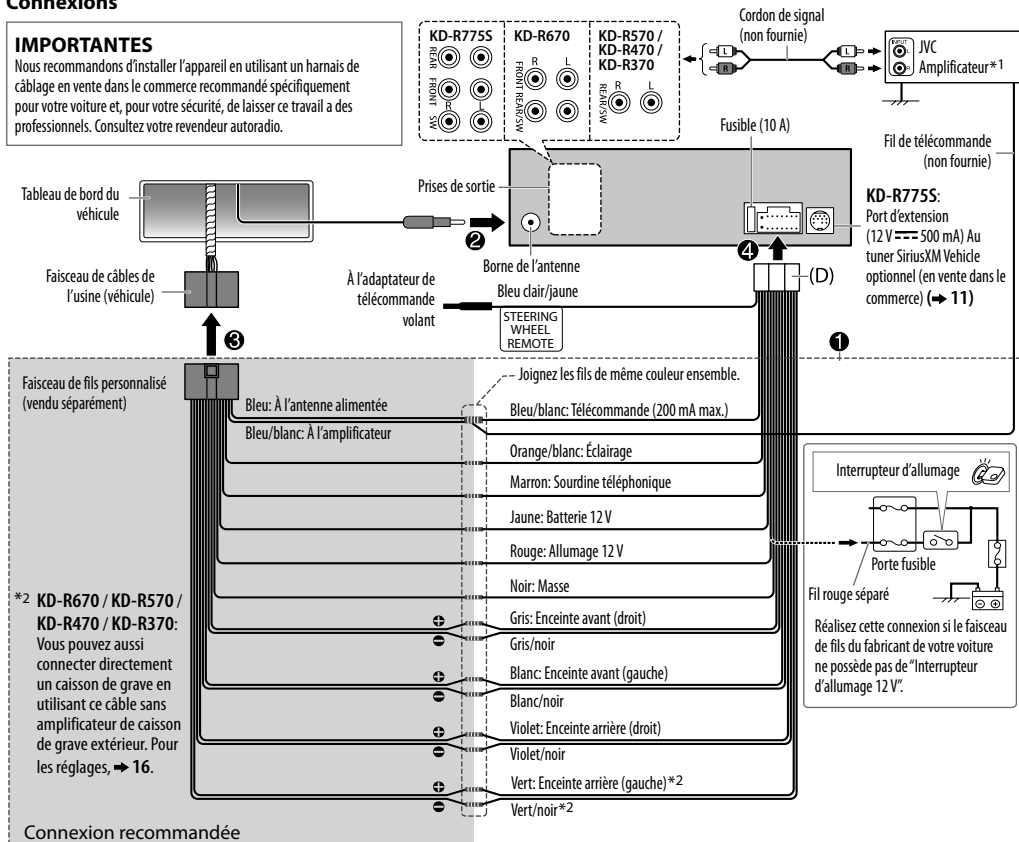 Connexions
IMPORTANTES
Nous recommandons d'installer l'appareil en utilisant un harnais de
câblage en vente dans le commerce recommandé spécifiquement
pour votre voiture et, pour votre sécurité, de laisser ce travail a des
professionnels. Consultez votre revendeur autoradio.
KD-R775S
REAR
FRONT
R L
SW
KD-R670
R L
FRONT REAR/SW
KD-R570 /
KD-R470 /
KD-R370
R L
REAR/SW
Cordon de signal
(non fournie)
L
R
L
R
INPUT
L
R
JVC
Amplificateur*1
Fusible (10 A)
Fil de télécommande
(non fournie)
Tableau de bord du
véhicule
Prises de sortie
KD-R775S:
Port d'extension
(12 V 500 mA) Au
tuner SiriusXM Vehicle
optionnel (en vente dans le
commerce) (➡ 11)
2
4
Borne de l'antenne
(D)
Faisceau de câbles de
l'usine (véhicule)
À l'adaptateur de
télécommande
volant
Bleu clair/jaune
STEERING
WHEEL
REMOTE
3
1
Faisceau de fils personnalisé
(vendu séparément)
Joignez les fils de même couleur ensemble.
Bleu: À l'antenne alimentée
Bleu/blanc: Télécommande (200 mA max.)
Bleu/blanc: À l'amplificateur
Orange/blanc: Éclairage
Marron: Sourdine téléphonique
Jaune: Batterie 12 V
Rouge: Allumage 12 V
Noir: Masse
Interrupteur d'allumage
Porte fusible
Fil rouge séparé
Réalisez cette connexion si le faisceau
de fils du fabricant de votre voiture
ne possède pas de "Interrupteur
d'allumage 12 V".
*2 KD-R670 / KD-R570 /
KD-R470 / KD-R370:
Vous pouvez aussi
connecter directement
un caisson de grave en
utilisant ce câble sans
amplificateur de caisson
de grave extérieur. Pour
les réglages, ➡ 16.
Gris: Enceinte avant (droit)
Gris/noir
Blanc: Enceinte avant (gauche)
Blanc/noir
Violet: Enceinte arrière (droit)
Violet/noir
Vert: Enceinte arrière (gauche)*2
Vert/noir*2
Connexion recommandée